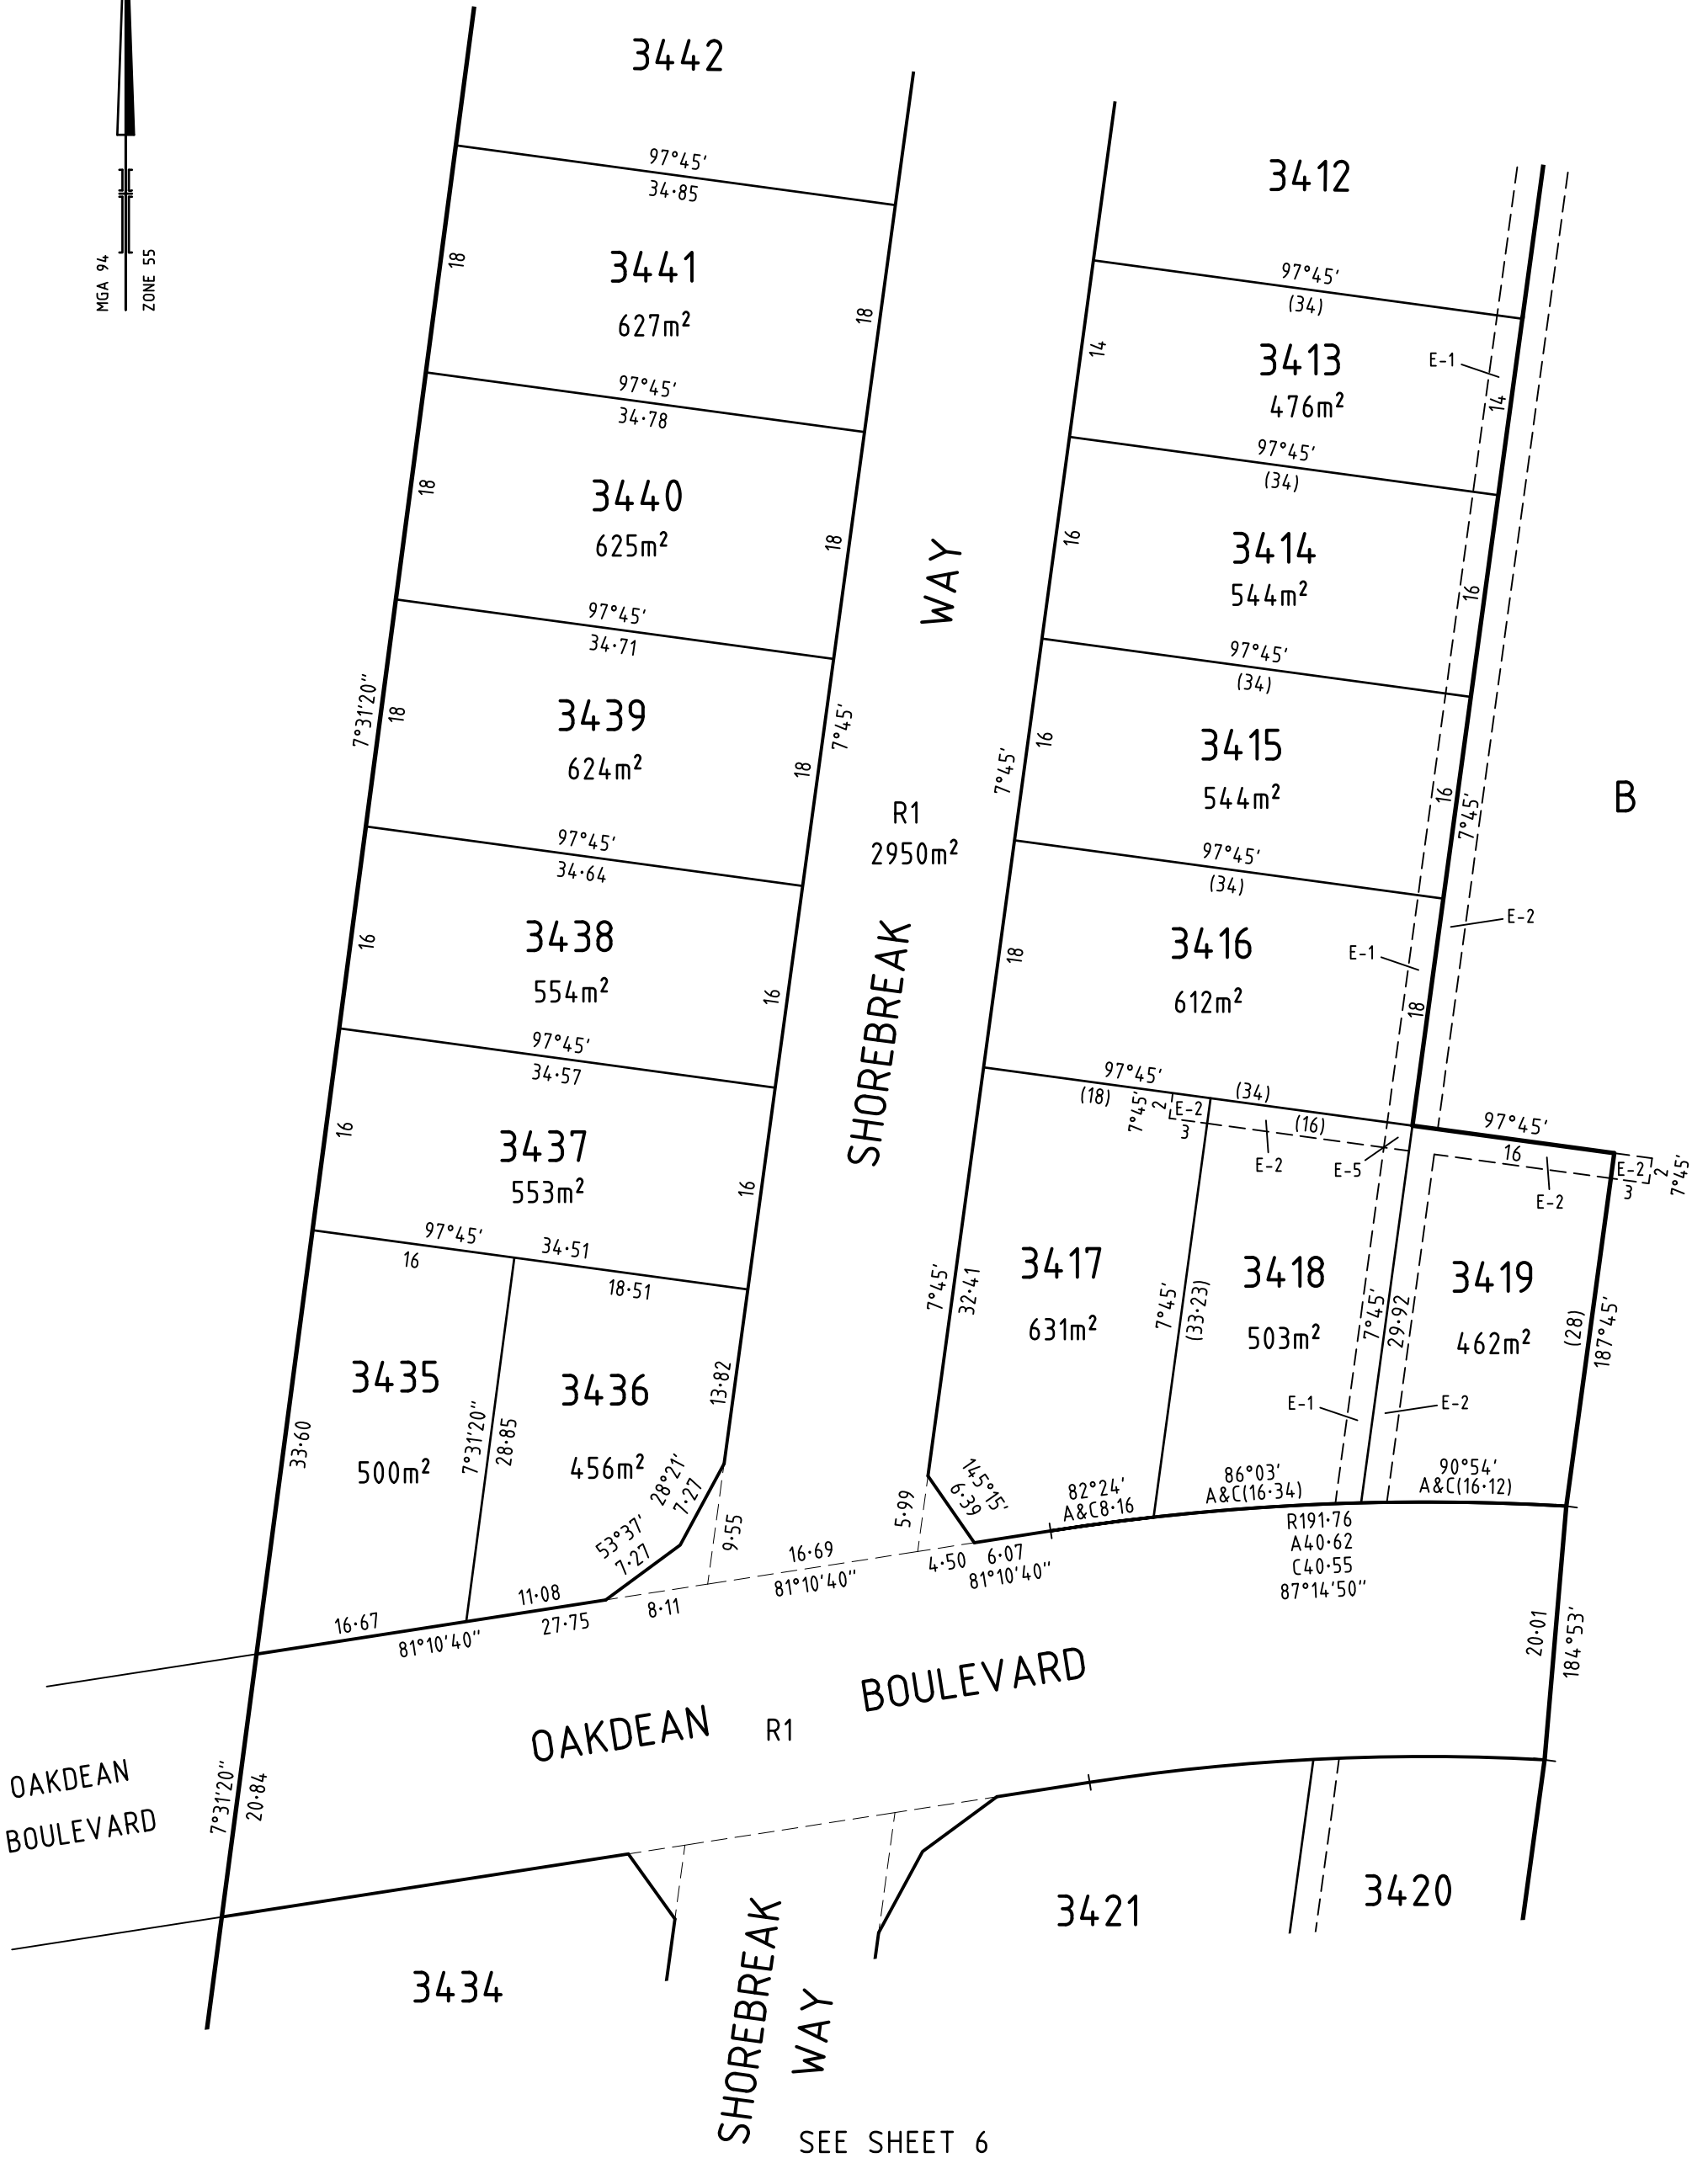 MGA 94
ZONE 55
3442
97°45'
34·85
18
3441
627m²
18
97°45'
34·78
18
3440
625m²
18
97°45'
34·71
7°31'20"
18
3439
624m²
18
7°45'
97°45'
34·64
16
3438
554m²
16
97°45'
34·57
16
3437
553m²
16
97°45'
34·51
16
18·51
3435
500m²
33·60
7°31'20"
28·85
3436
456m²
13·82
28°21'
7·27
53°37'
7·27
9·55
16·67
11·08
81°10'40"
27·75
8·11
16·69
81°10'40"
4·50
6·07
81°10'40"
5·99
WAY
R1
2950m²
SHOREBREAK
3412
97°45'
(34)
14
3413
476m²
E-1
14
97°45'
(34)
16
3414
544m²
16
97°45'
(34)
7°45'
16
3415
544m²
16
7°45'
B
97°45'
(34)
18
3416
612m²
E-1
18
E-2
97°45'
(34)
(18)
7°45'
2
E-2
3
(16)
E-2
E-5
97°45'
16
E-2
E-2
3
2
7°45'
7°45'
32·41
3417
631m²
7°45'
(33·23)
3418
503m²
7°45'
29·92
3419
462m²
(28)
187°45'
E-1
E-2
145°15'
6·39
82°24'
A&C8·16
86°03'
A&C(16·34)
90°54'
A&C(16·12)
R191·76
A40·62
C40·55
87°14'50"
20·01
184°53'
OAKDEAN
BOULEVARD
R1
OAKDEAN
BOULEVARD
7°31'20"
20·84
3434
SHOREBREAK
WAY
3421
3420
SEE SHEET 6